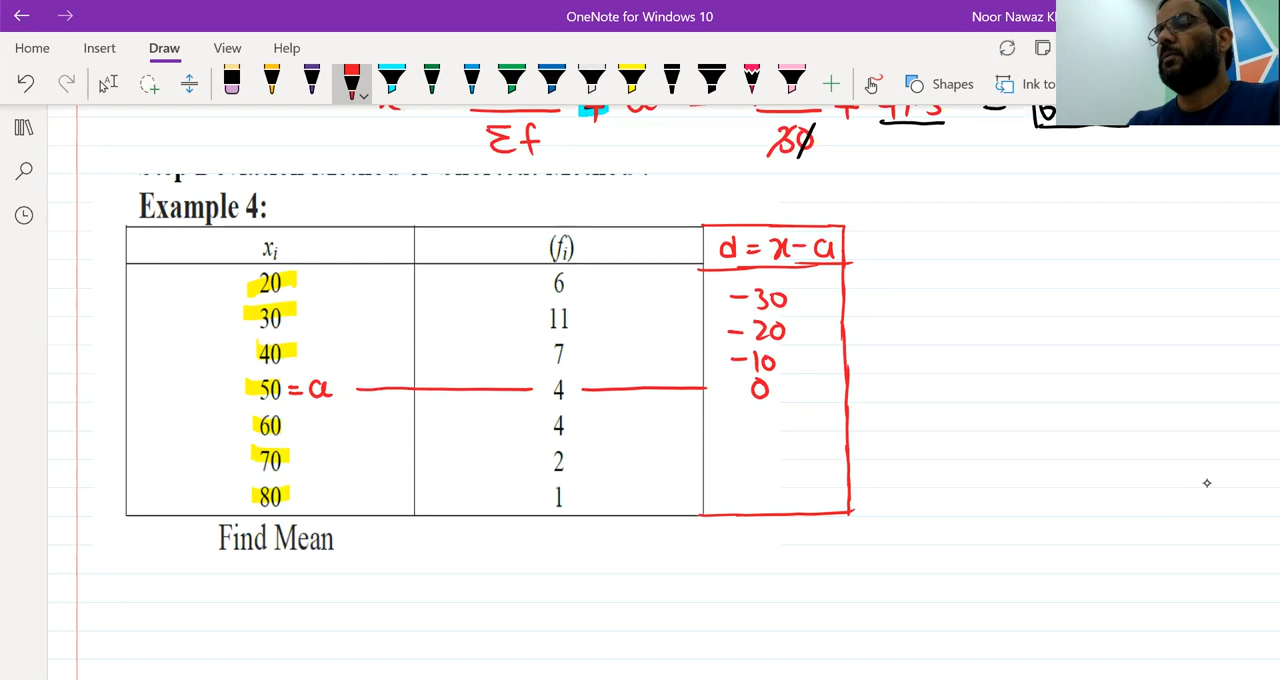 OneNote for Windows 10
Noor Nawaz Kh
Home Insert Draw View Help
Shapes
Ink to
Σf
30
Example 4:
xᵢ (fᵢ) d = x - a
20 6 -30
30 11 -20
40 7 -10
50 = a 4 0
60 4
70 2
80 1
Find Mean